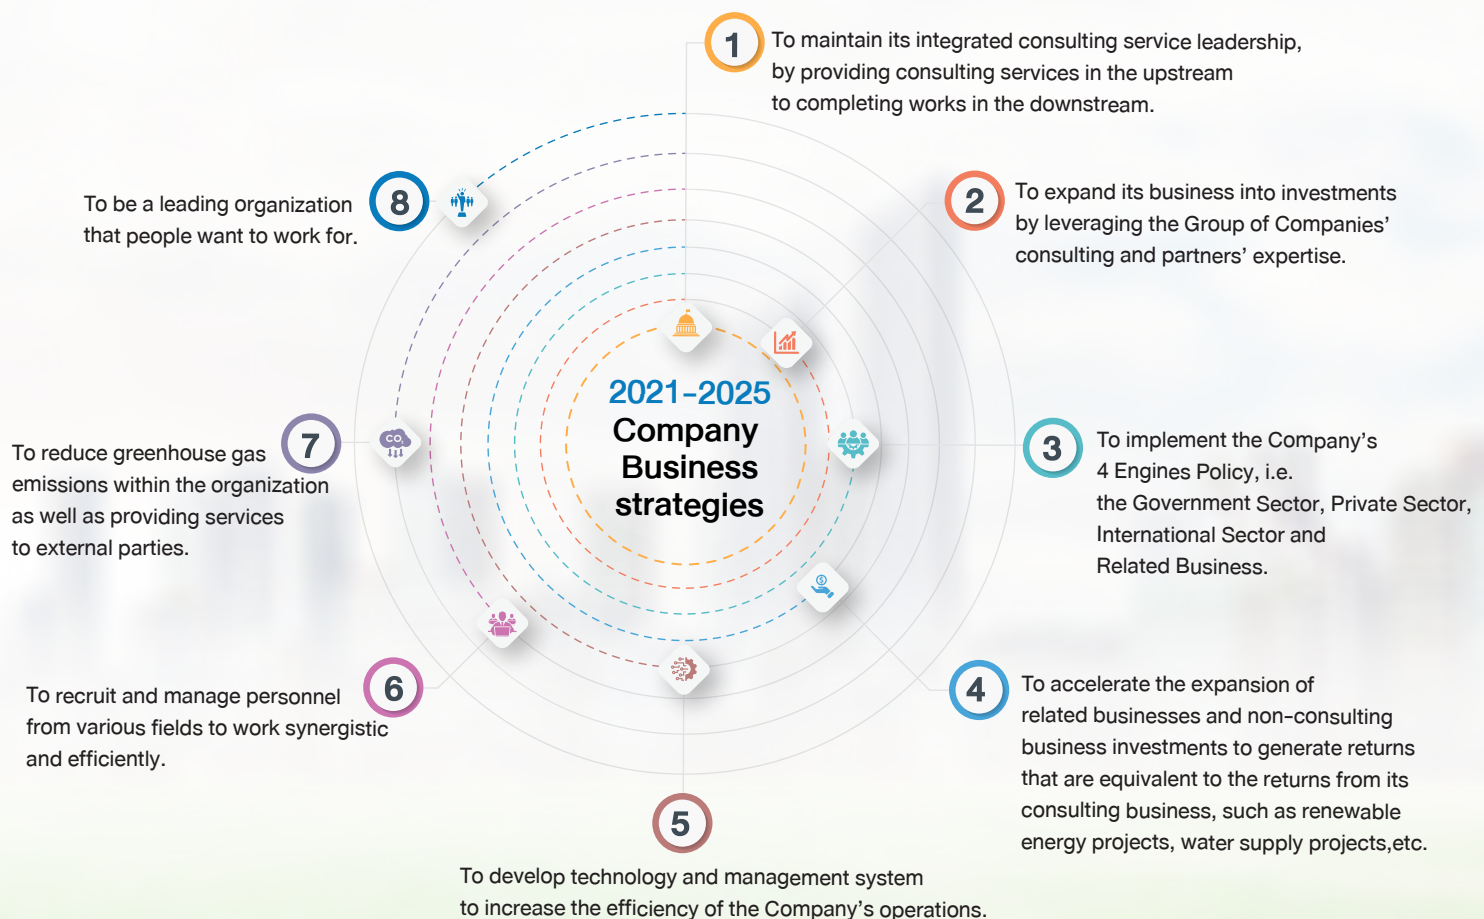 1
To maintain its integrated consulting service leadership,
by providing consulting services in the upstream
to completing works in the downstream.
2
To expand its business into investments
by leveraging the Group of Companies’
consulting and partners’ expertise.
3
To implement the Company’s
4 Engines Policy, i.e.
the Government Sector, Private Sector,
International Sector and
Related Business.
4
To accelerate the expansion of
related businesses and non-consulting
business investments to generate returns
that are equivalent to the returns from its
consulting business, such as renewable
energy projects, water supply projects,etc.
5
To develop technology and management system
to increase the efficiency of the Company’s operations.
6
To recruit and manage personnel
from various fields to work synergistic
and efficiently.
7
To reduce greenhouse gas
emissions within the organization
as well as providing services
to external parties.
8
To be a leading organization
that people want to work for.
2021-2025
Company
Business
strategies
CO₂
$